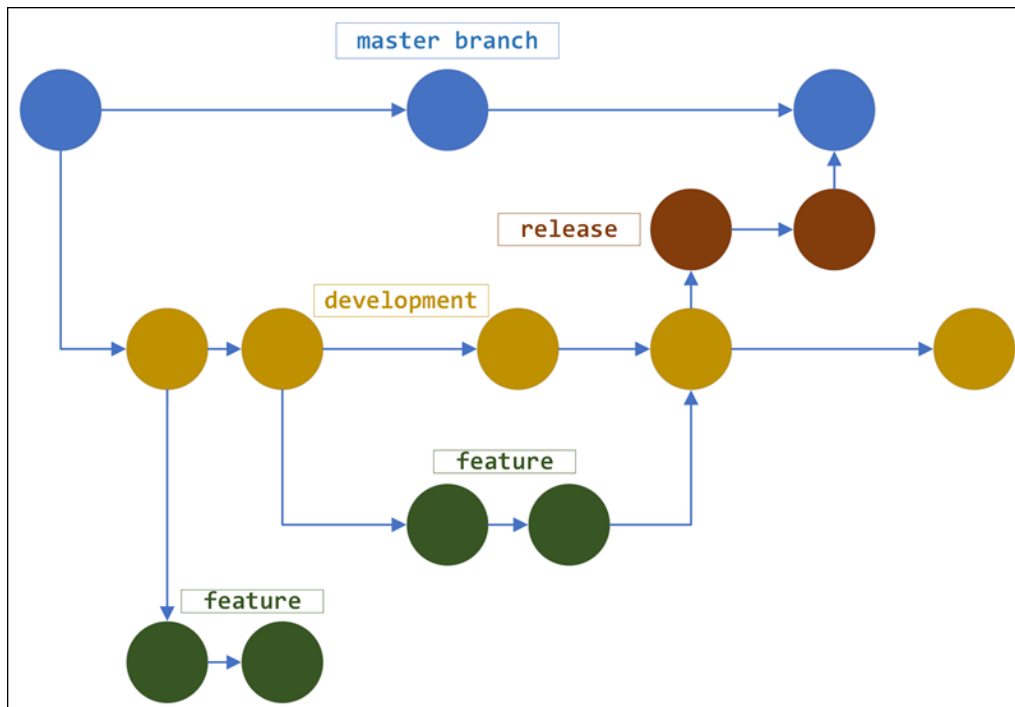 master branch
release
development
feature
feature